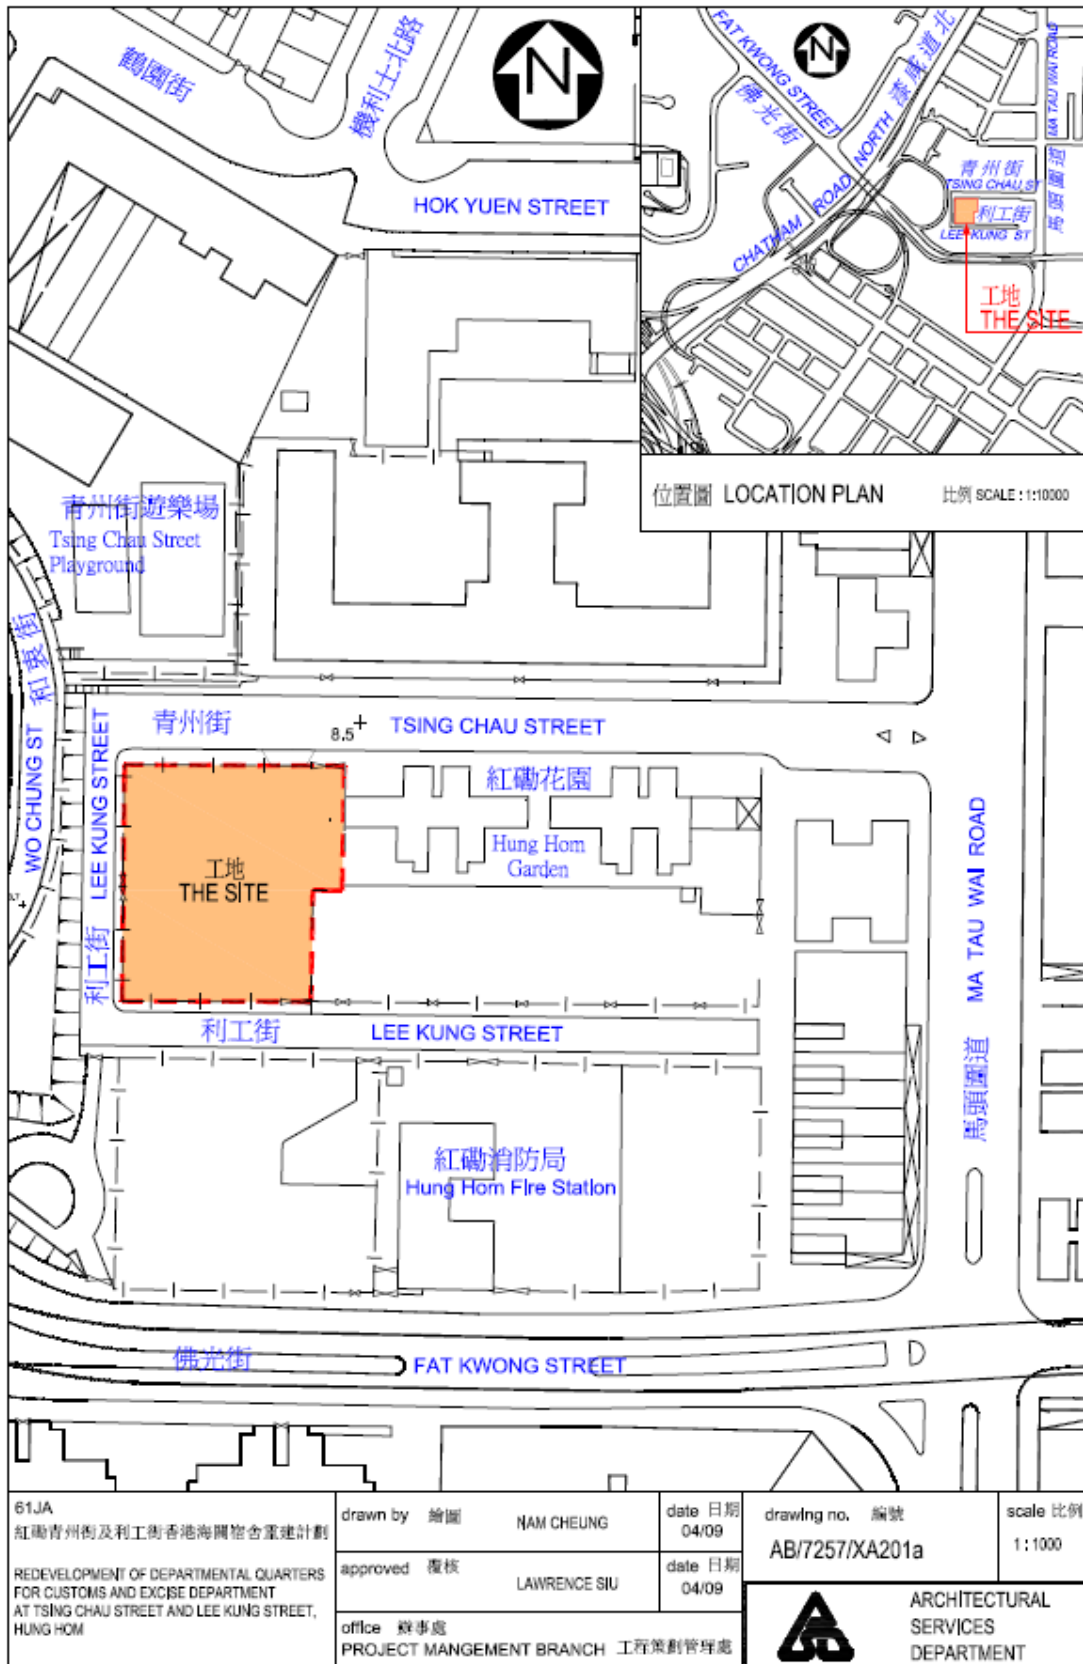 鶴園街
機利士北路
N
HOK YUEN STREET
FAT KWONG STREET
佛光街
CHATHAM ROAD NORTH 漆咸道北
N
MA TAU WAI ROAD
馬頭圍道
青州街
TSING CHAU ST
利工街
LEE KUNG ST
工地
THE SITE
位置圖 LOCATION PLAN
比例 SCALE : 1:10000
青州街遊樂場
Tsing Chau Street
Playground
WO CHUNG ST 和衷街
青州街
8.5
TSING CHAU STREET
利工街 LEE KUNG STREET
工地
THE SITE
紅磡花園
Hung Hom
Garden
MA TAU WAI ROAD
馬頭圍道
利工街
LEE KUNG STREET
紅磡消防局
Hung Hom Fire Station
佛光街
FAT KWONG STREET
61JA
紅磡青州街及利工街香港海關宿舍重建計劃
REDEVELOPMENT OF DEPARTMENTAL QUARTERS
FOR CUSTOMS AND EXCISE DEPARTMENT
AT TSING CHAU STREET AND LEE KUNG STREET,
HUNG HOM
drawn by 繪圖
NAM CHEUNG
date 日期
04/09
approved 覆核
LAWRENCE SIU
date 日期
04/09
office 辦事處
PROJECT MANGEMENT BRANCH 工程策劃管理處
drawing no. 編號
AB/7257/XA201a
scale 比例
1 : 1000
ARCHITECTURAL
SERVICES
DEPARTMENT